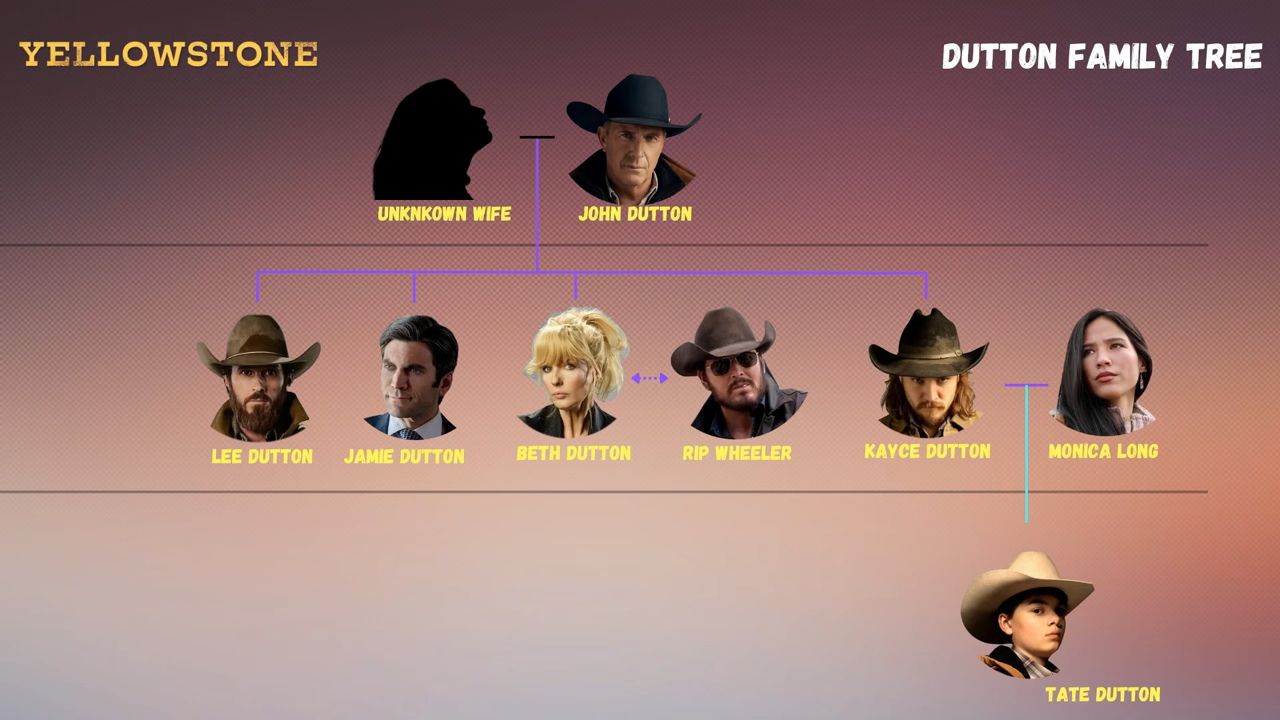 YELLOWSTONE
DUTTON FAMILY TREE
UNKNKOWN WIFE
JOHN DUTTON
LEE DUTTON
JAMIE DUTTON
BETH DUTTON
RIP WHEELER
KAYCE DUTTON
MONICA LONG
TATE DUTTON